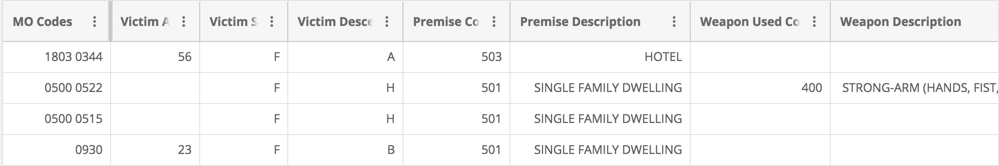 MO Codes Victim A Victim S Victim Desce Premise Co Premise Description Weapon Used Co Weapon Description
1803 0344 56 F A 503 HOTEL
0500 0522 F H 501 SINGLE FAMILY DWELLING 400 STRONG-ARM (HANDS, FIST,
0500 0515 F H 501 SINGLE FAMILY DWELLING
0930 23 F B 501 SINGLE FAMILY DWELLING